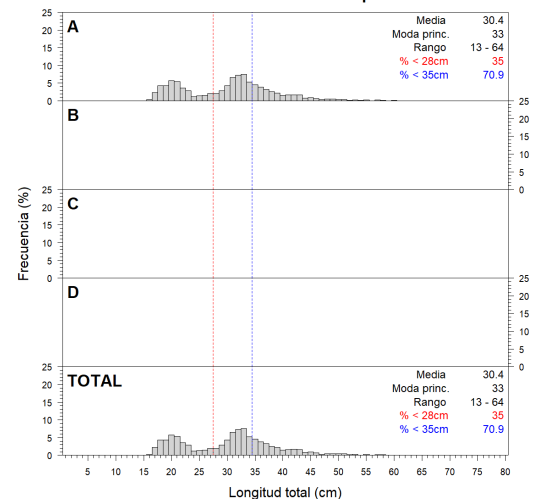 A
Media 30.4
Moda princ. 33
Rango 13 - 64
% < 28cm 35
% < 35cm 70.9
25
20
15
10
5
0
B
25
20
15
10
5
0
C
25
20
15
10
5
0
D
25
20
15
10
5
0
TOTAL
Media 30.4
Moda princ. 33
Rango 13 - 64
% < 28cm 35
% < 35cm 70.9
25
20
15
10
5
0
Frecuencia (%)
5 10 15 20 25 30 35 40 45 50 55 60 65 70 75 80
Longitud total (cm)